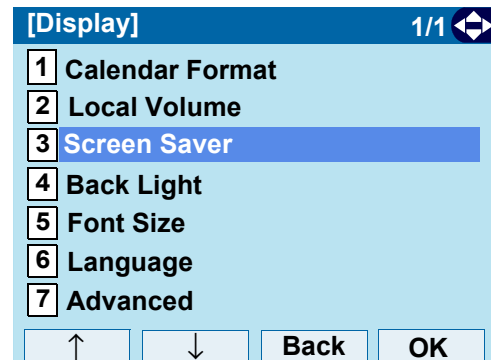 [Display] 1/1
1 Calendar Format
2 Local Volume
3 Screen Saver
4 Back Light
5 Font Size
6 Language
7 Advanced
↑ ↓ Back OK